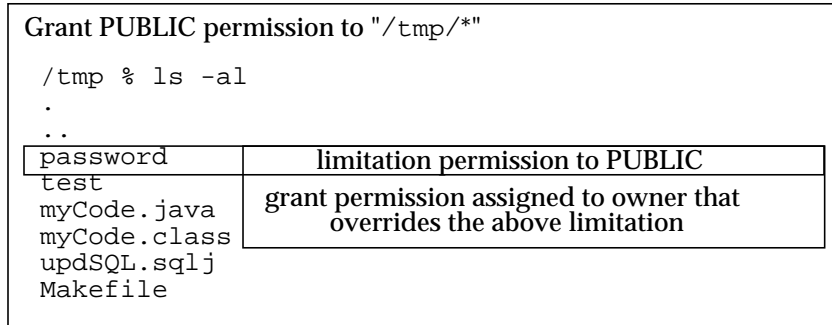 Grant PUBLIC permission to "/tmp/*"
/tmp % ls -al
.
..
password limitation permission to PUBLIC
test
grant permission assigned to owner that
myCode.java
overrides the above limitation
myCode.class
updSQL.sqlj
Makefile